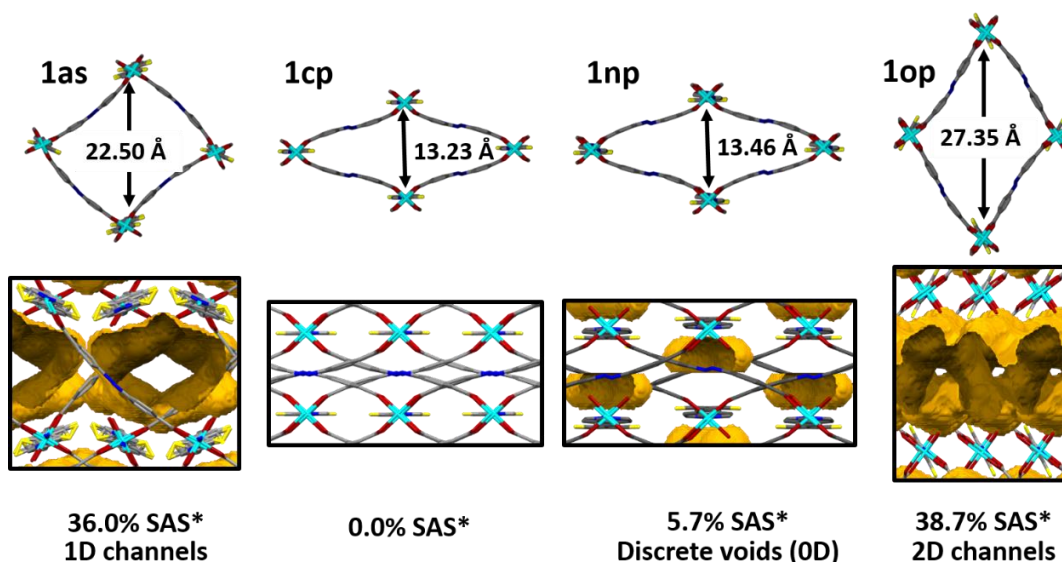 1as
1cp
1np
1op
22.50 Å
13.23 Å
13.46 Å
27.35 Å
36.0% SAS*
1D channels
0.0% SAS*
5.7% SAS*
Discrete voids (0D)
38.7% SAS*
2D channels